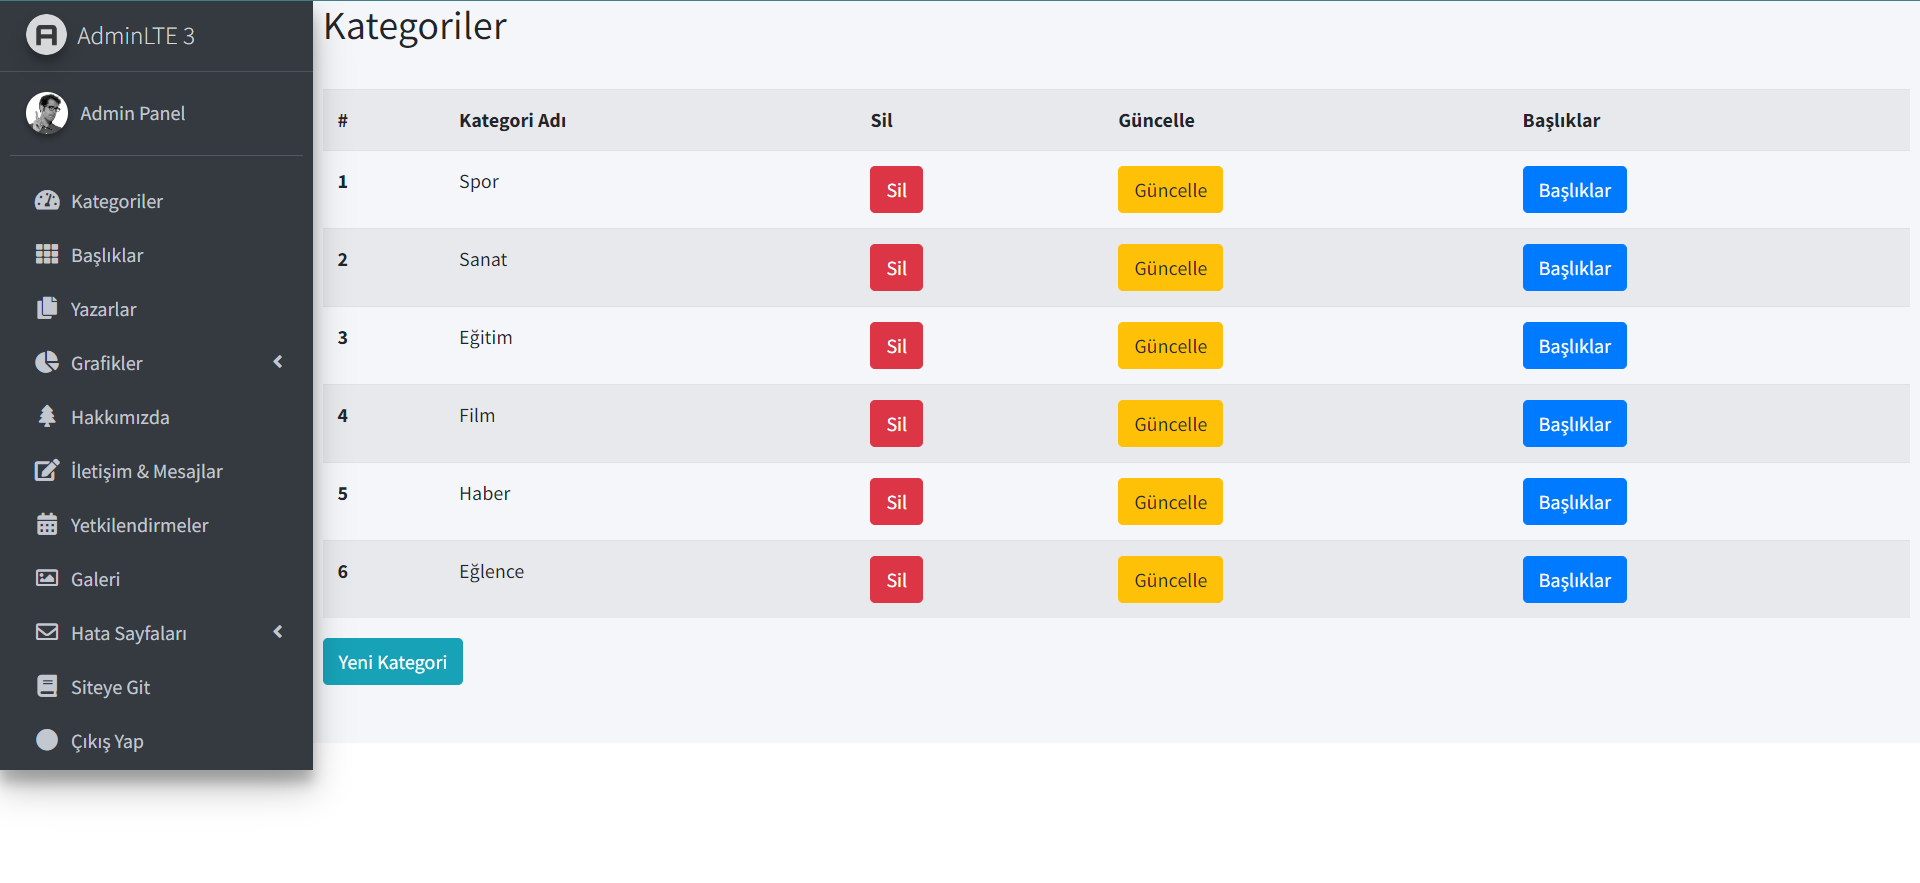 AdminLTE 3
Admin Panel
Kategoriler
Başlıklar
Yazarlar
Grafikler
Hakkımızda
İletişim & Mesajlar
Yetkilendirmeler
Galeri
Hata Sayfaları
Siteye Git
Çıkış Yap
Kategoriler
# Kategori Adı Sil Güncelle Başlıklar
1 Spor Sil Güncelle Başlıklar
2 Sanat Sil Güncelle Başlıklar
3 Eğitim Sil Güncelle Başlıklar
4 Film Sil Güncelle Başlıklar
5 Haber Sil Güncelle Başlıklar
6 Eğlence Sil Güncelle Başlıklar
Yeni Kategori